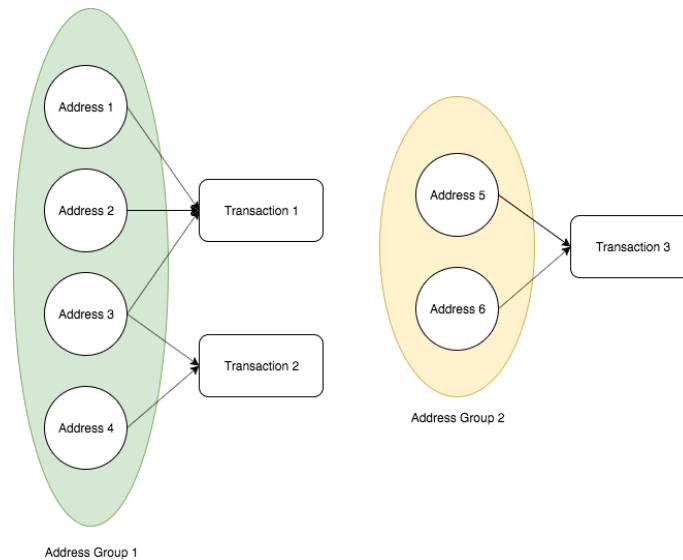 Address 1
Address 2
Transaction 1
Address 3
Transaction 2
Address 4
Address Group 1
Address 5
Transaction 3
Address 6
Address Group 2